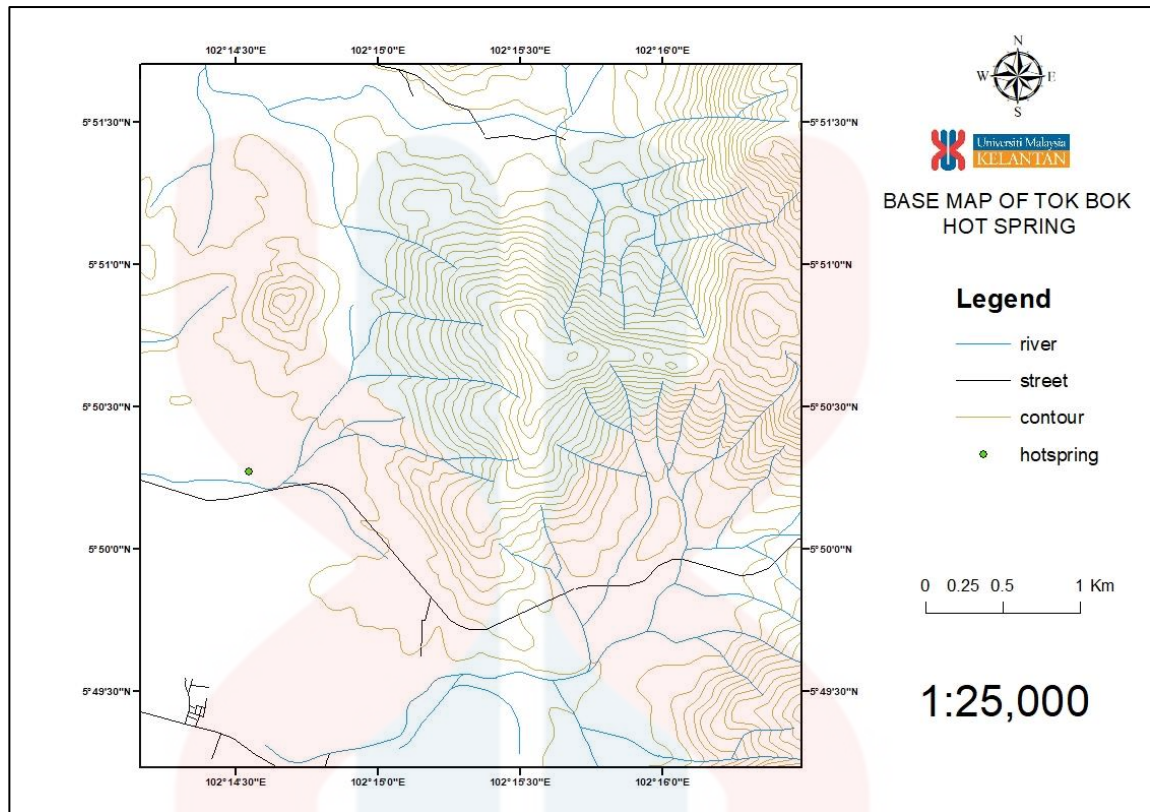 102°14'30"E 102°15'0"E 102°15'30"E 102°16'0"E
5°51'30"N 5°51'30"N
5°51'0"N 5°51'0"N
5°50'30"N 5°50'30"N
5°50'0"N 5°50'0"N
5°49'30"N 5°49'30"N
102°14'30"E 102°15'0"E 102°15'30"E 102°16'0"E
N
W E
S
Universiti Malaysia
KELANTAN
BASE MAP OF TOK BOK
HOT SPRING
Legend
river
street
contour
hotspring
0 0.25 0.5 1 Km
1:25,000